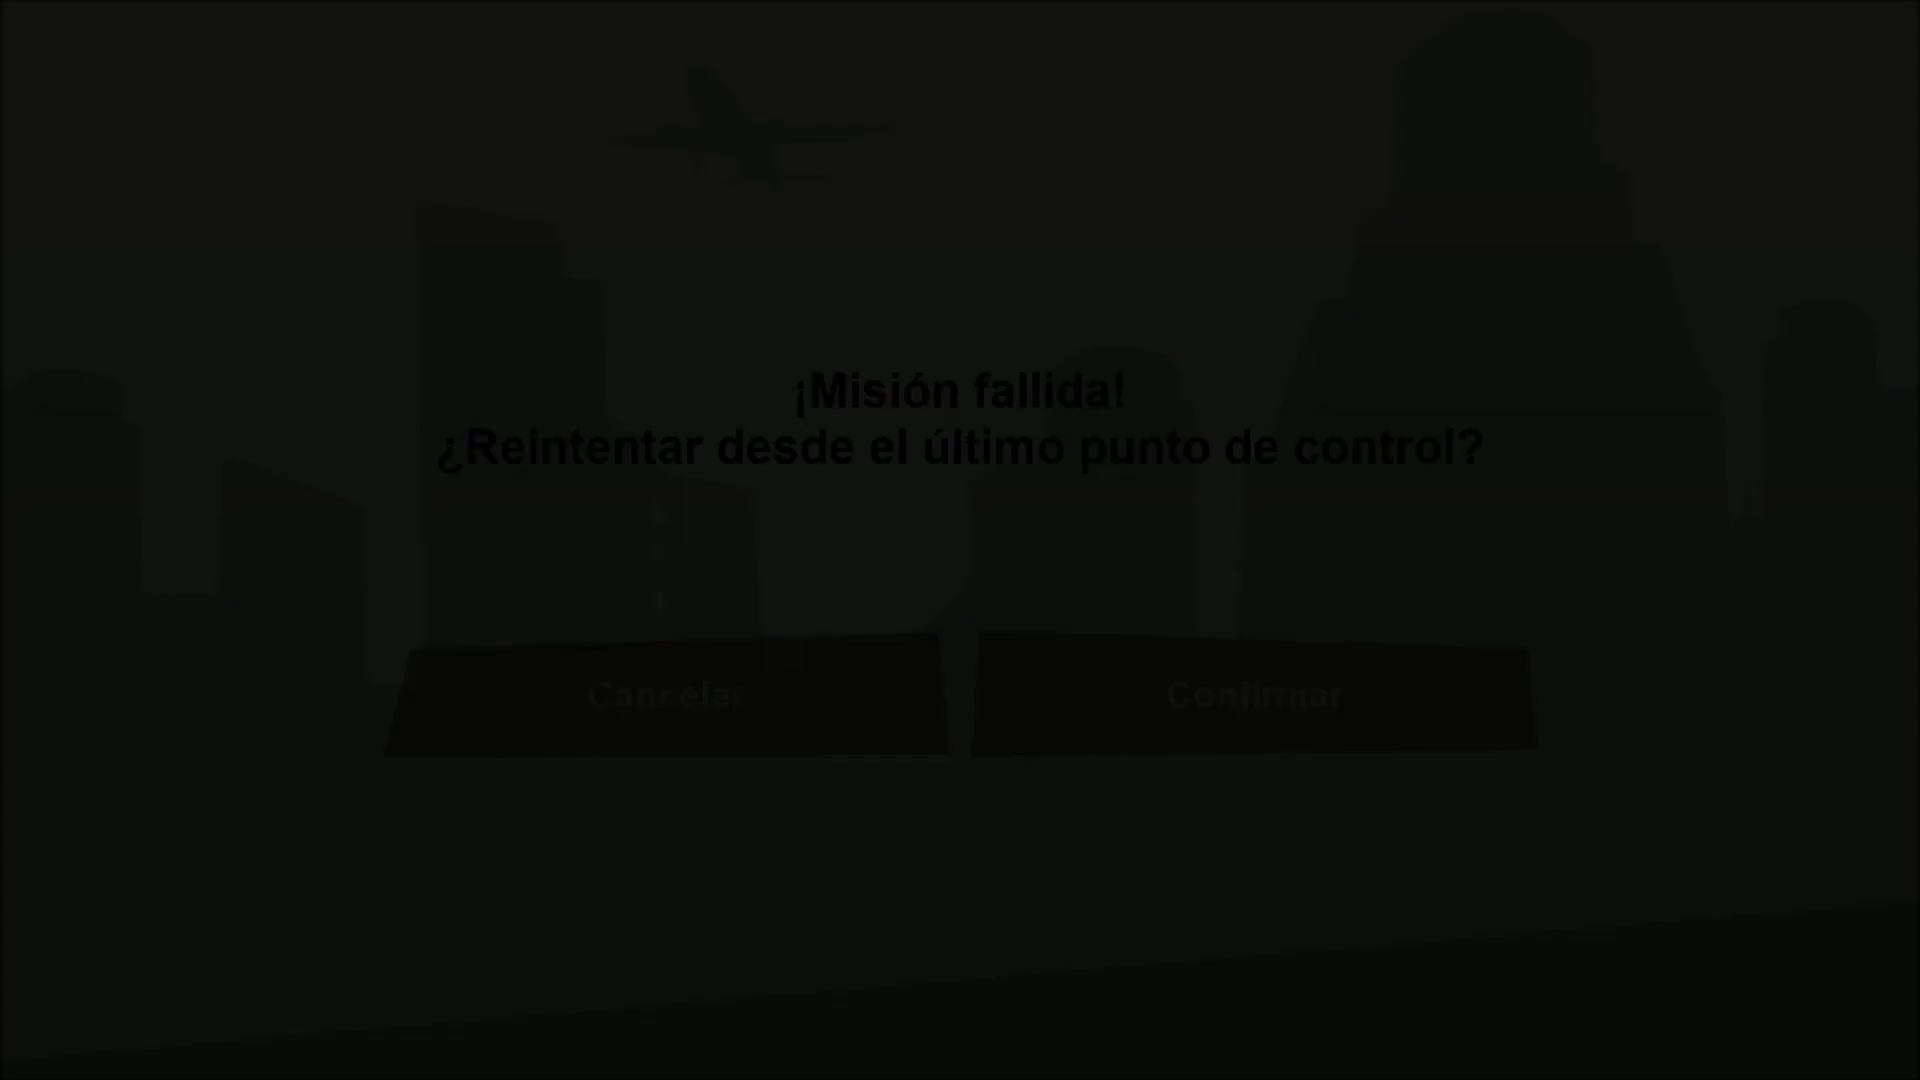 ¡Misión fallida!
¿Reintentar desde el último punto de control?
Cancelar
Confirmar